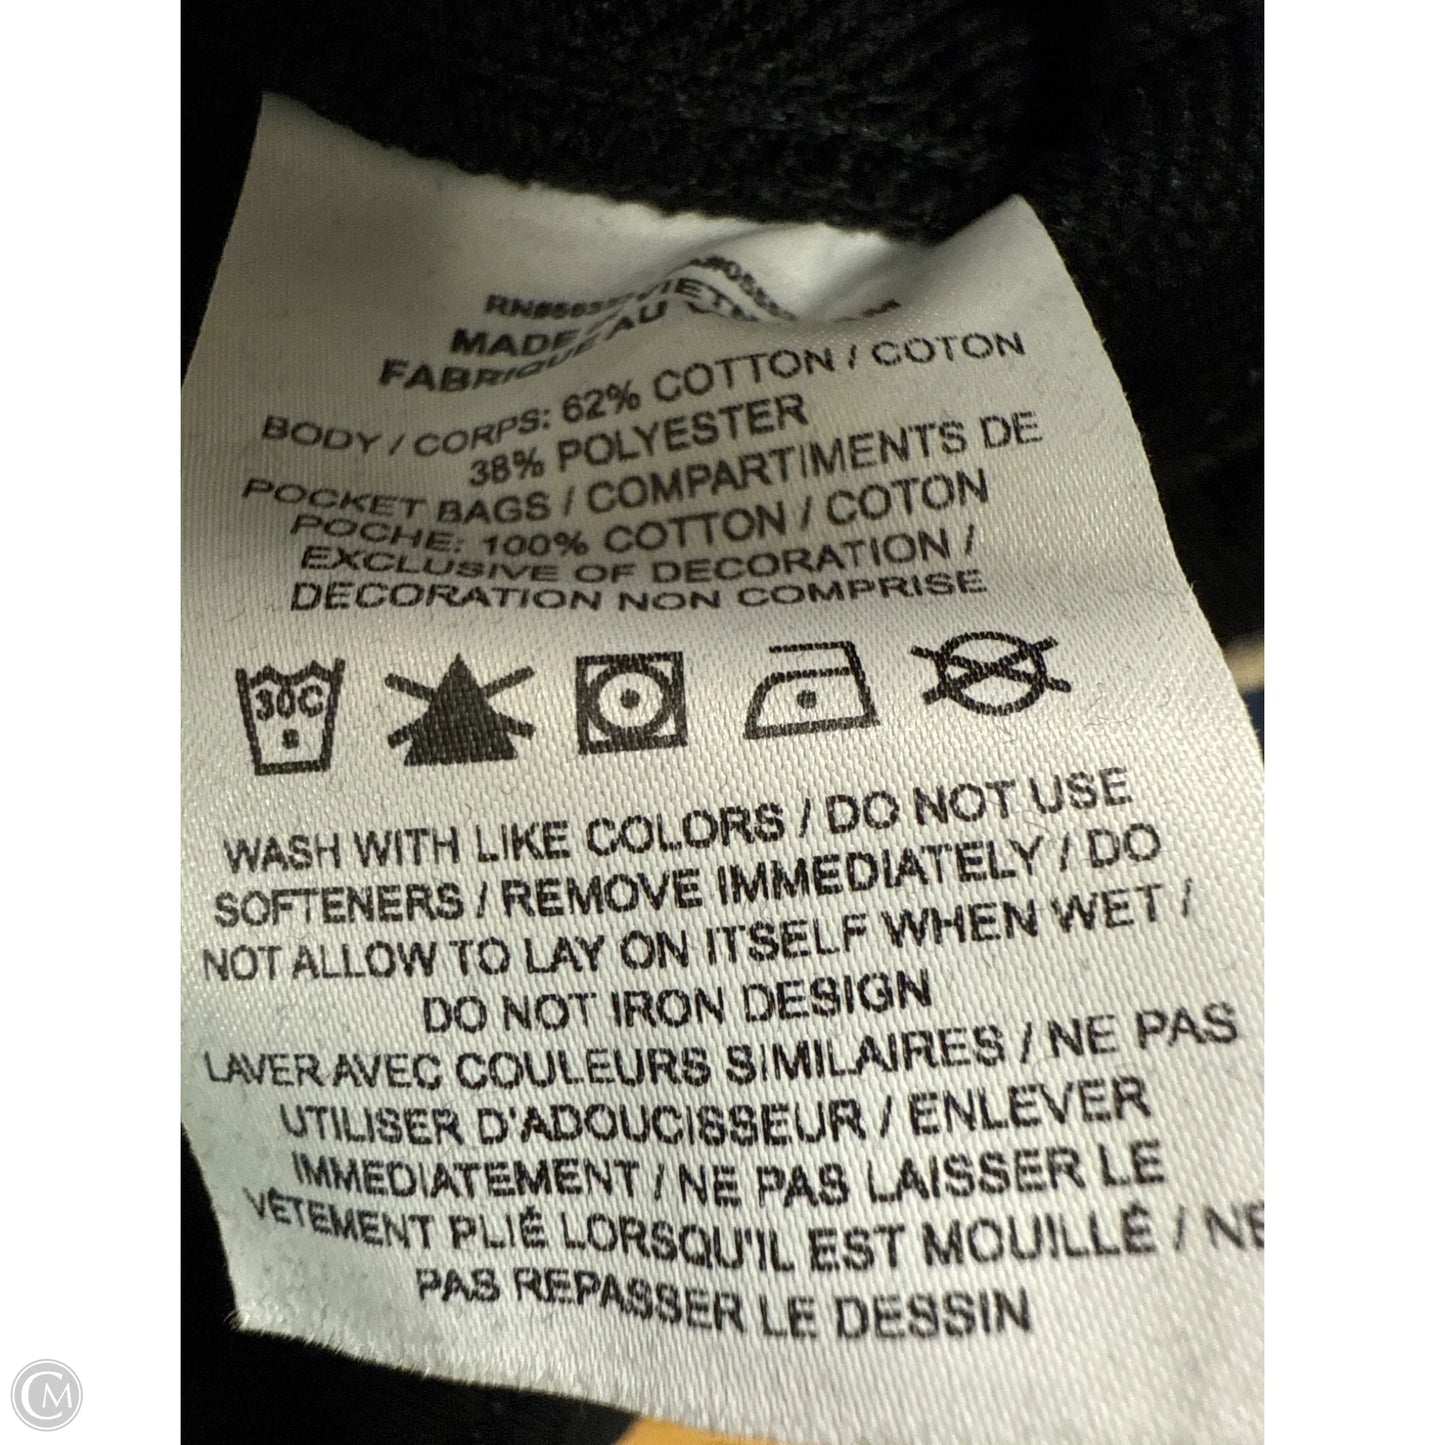 MADE
AU
BODY / CORPS: 62% COTTON / COTON
38% POLYESTER
POCKET BAGS / COMPARTIMENTS DE
POCHE: 100% COTTON / COTON
EXCLUSIVE OF DECORATION /
DECORATION NON COMPRISE
30C
WASH WITH LIKE COLORS / DO NOT USE
SOFTENERS / REMOVE IMMEDIATELY / DO
NOT ALLOW TO LAY ON ITSELF WHEN WET /
DO NOT IRON DESIGN
LAVER AVEC COULEURS SIMILAIRES / NE PAS
UTILISER D'ADOUCISSEUR / ENLEVER
IMMEDIATEMENT / NE PAS LAISSER LE
VÊTEMENT PLIÉ LORSQU'IL EST MOUILLÉ / NE
PAS REPASSER LE DESSIN
CM